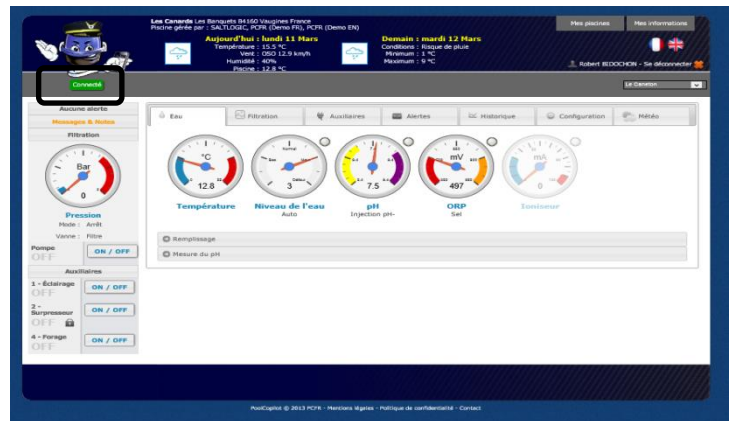 Les Canards Les Banquets 84160 Vaugines France
Piscine gérée par : SALTLOGIC, PCFR (Demo FR), PCFR (Demo EN)
Mes piscines
Mes informations
Aujourd'hui : lundi 11 Mars
Température : 15.5 °C
Vent : OSO 12.9 km/h
Humidité : 40%
Piscine : 12.8 °C
Demain : mardi 12 Mars
Conditions : Risque de pluie
Minimum : 1 °C
Maximum : 9 °C
Robert BIDOCHON - Se déconnecter
Connecté
Le Caneton
Aucune alerte
Messages & Notes
Filtration
Bar
0
Pression
Mode : Arrêt
Vanne : Filtre
Pompe
OFF
ON / OFF
Auxiliaires
1 - Éclairage
OFF
ON / OFF
2 -
Surpresseur
OFF
ON / OFF
4 - Forage
OFF
ON / OFF
Eau
Filtration
Auxiliaires
Alertes
Historique
Configuration
Météo
°C
12.8
Température
3
Niveau de l'eau
Auto
7.5
pH
Injection pH-
mV
497
ORP
Sel
mA
0
Ioniseur
Remplissage
Mesure du pH
PoolCopilot © 2013 PCFR - Mentions légales - Politique de confidentialité - Contact